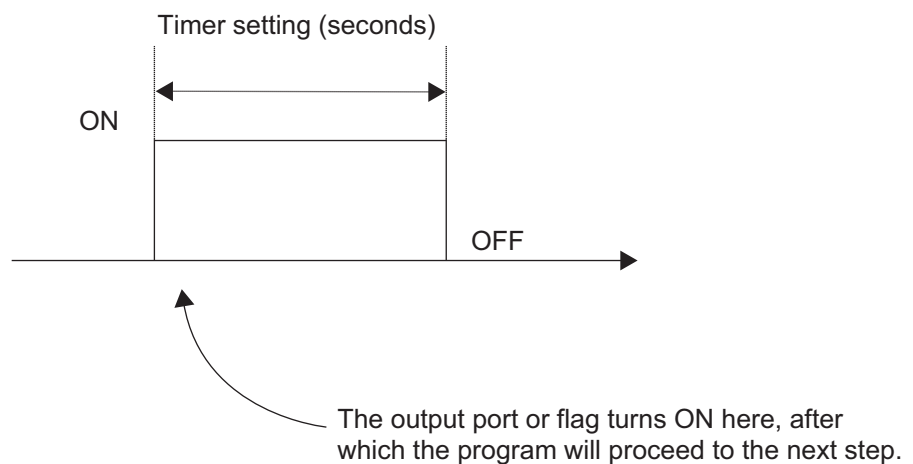 Timer setting (seconds)
ON
OFF
The output port or flag turns ON here, after
which the program will proceed to the next step.